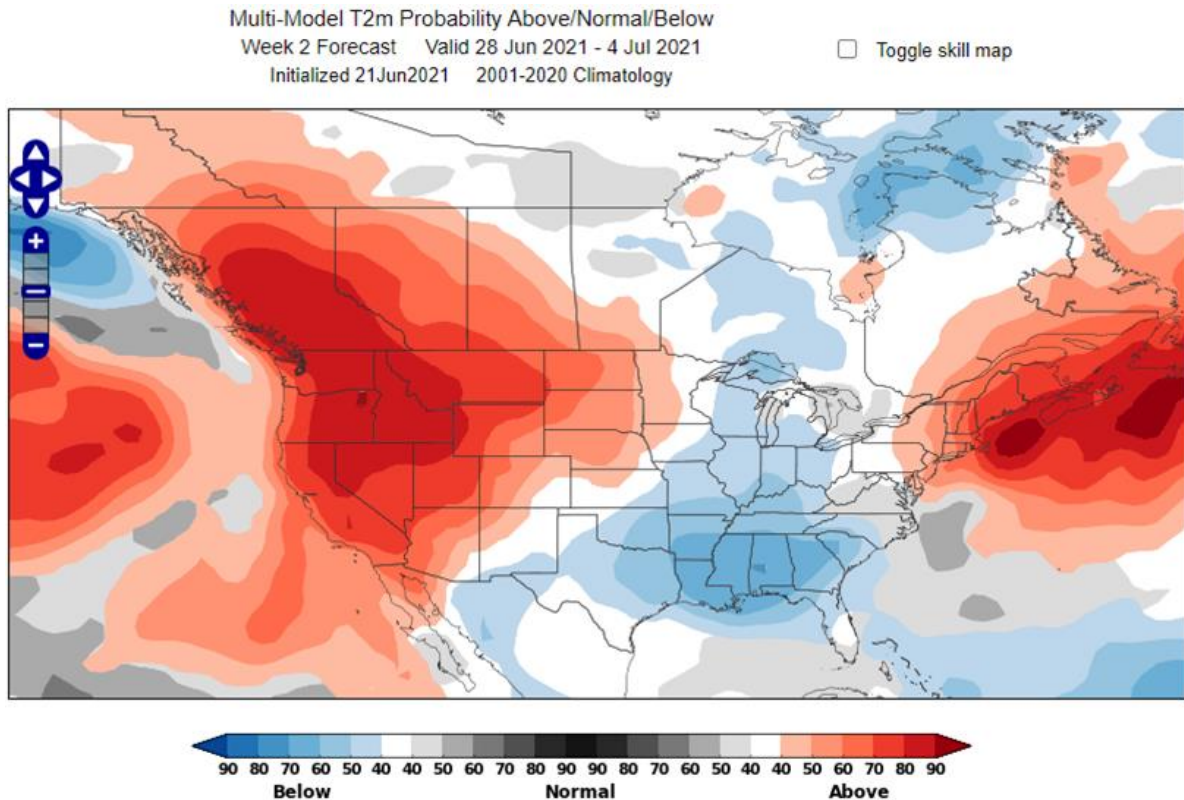 Multi-Model T2m Probability Above/Normal/Below
Week 2 Forecast Valid 28 Jun 2021 - 4 Jul 2021
Toggle skill map
Initialized 21Jun2021 2001-2020 Climatology
+
−
90 80 70 60 50 40 40 50 60 70 80 90 90 80 70 60 50 40 40 50 60 70 80 90
Below Normal Above